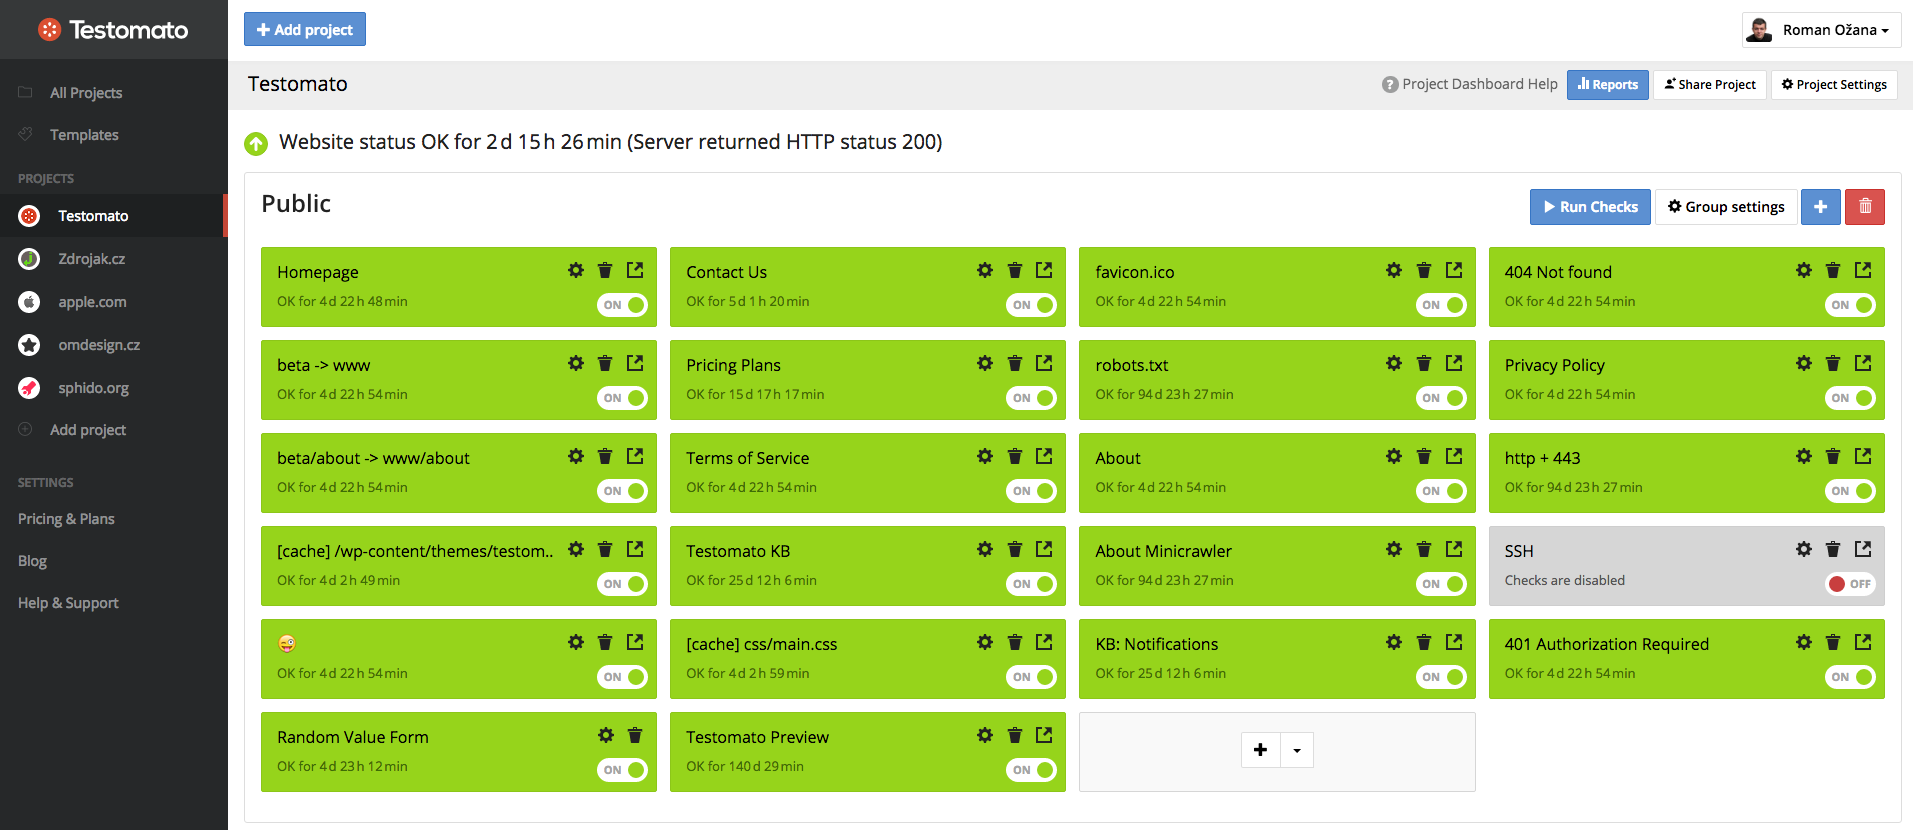 Testomato
Add project
Roman Ožana
All Projects
Templates
PROJECTS
Testomato
Zdrojak.cz
apple.com
omdesign.cz
sphido.org
Add project
SETTINGS
Pricing & Plans
Blog
Help & Support
Testomato
Project Dashboard Help
Reports
Share Project
Project Settings
Website status OK for 2 d 15 h 26 min (Server returned HTTP status 200)
Public
Run Checks
Group settings
Homepage
OK for 4 d 22 h 48 min
ON
Contact Us
OK for 5 d 1 h 20 min
ON
favicon.ico
OK for 4 d 22 h 54 min
ON
404 Not found
OK for 4 d 22 h 54 min
ON
beta -> www
OK for 4 d 22 h 54 min
ON
Pricing Plans
OK for 15 d 17 h 17 min
ON
robots.txt
OK for 94 d 23 h 27 min
ON
Privacy Policy
OK for 4 d 22 h 54 min
ON
beta/about -> www/about
OK for 4 d 22 h 54 min
ON
Terms of Service
OK for 4 d 22 h 54 min
ON
About
OK for 4 d 22 h 54 min
ON
http + 443
OK for 94 d 23 h 27 min
ON
[cache] /wp-content/themes/testom..
OK for 4 d 2 h 49 min
ON
Testomato KB
OK for 25 d 12 h 6 min
ON
About Minicrawler
OK for 94 d 23 h 27 min
ON
SSH
Checks are disabled
OFF
😜
OK for 4 d 22 h 54 min
ON
[cache] css/main.css
OK for 4 d 2 h 59 min
ON
KB: Notifications
OK for 25 d 12 h 6 min
ON
401 Authorization Required
OK for 4 d 22 h 54 min
ON
Random Value Form
OK for 4 d 23 h 12 min
ON
Testomato Preview
OK for 140 d 29 min
ON